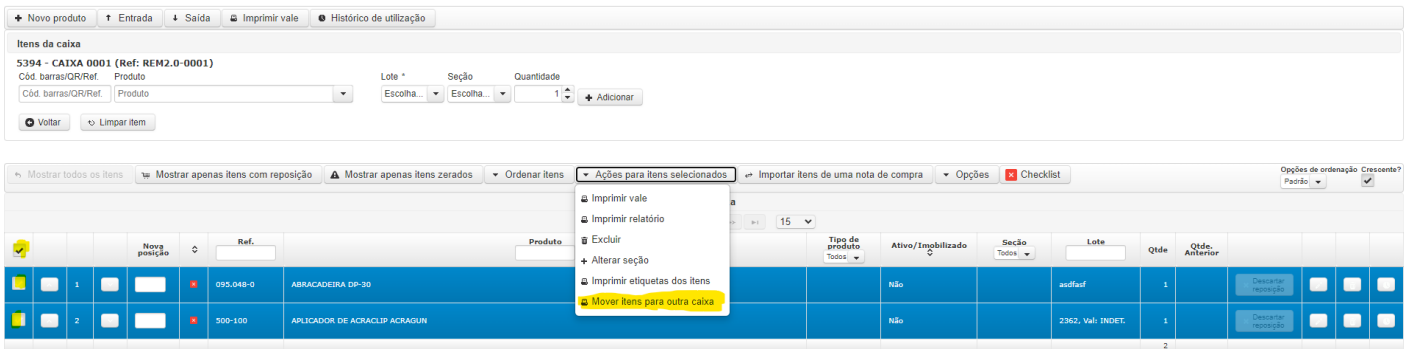 Novo produto Entrada Saída Imprimir vale Histórico de utilização
Itens da caixa
5394 - CAIXA 0001 (Ref: REM2.0-0001)
Cód. barras/QR/Ref. Produto Lote * Seção Quantidade
Cód. barras/QR/Ref. Produto Escolha... Escolha... 1 Adicionar
Voltar Limpar item
Mostrar todos os itens Mostrar apenas itens com reposição Mostrar apenas itens zerados Ordenar itens Ações para itens selecionados Importar itens de uma nota de compra Opções Checklist
Opções de ordenação Crescente?
Padrão
Imprimir vale
Imprimir relatório
Excluir
Alterar seção
Imprimir etiquetas dos itens
Mover itens para outra caixa
a
15
Nova posição Ref. Produto Tipo de produto Ativo/Imobilizado Seção Lote Qtde Qtde. Anterior
Todos Todos
1 095.048-0 ABRACADEIRA DP-30 Não asdfasf 1 Descartar reposição
2 500-100 APLICADOR DE ACRACLIP ACRAGUN Não 2362, Val: INDET. 1 Descartar reposição
2